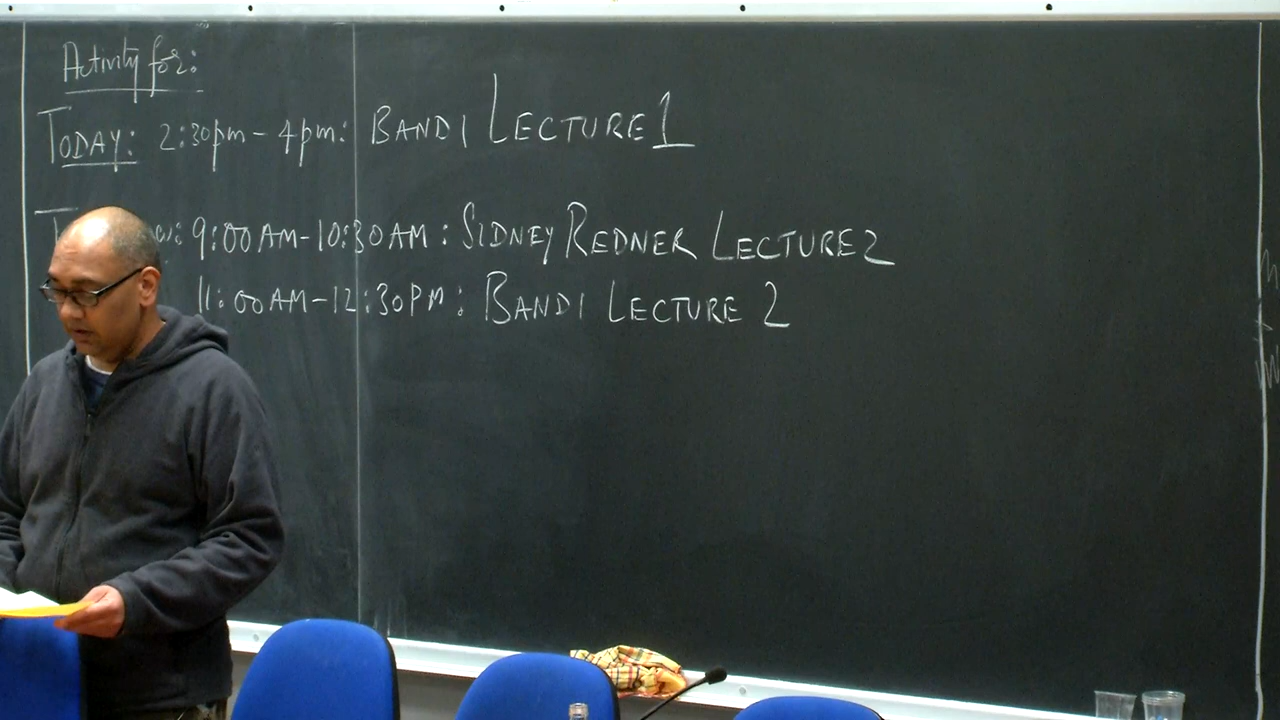 Activity for:
TODAY: 2:30pm - 4pm: BANDI LECTURE 1
9:00AM-10:30AM: SIDNEY REDNER LECTURE 2
11:00AM-12:30PM: BANDI LECTURE 2